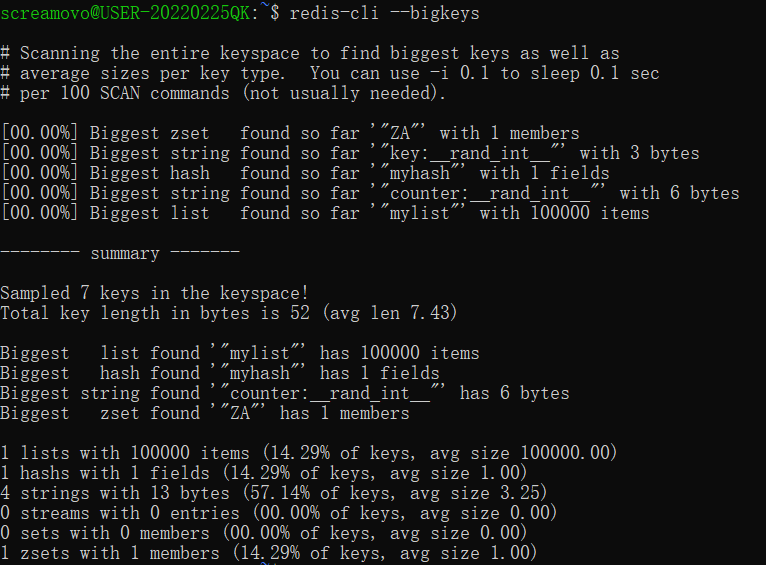 screamovo@USER-20220225QK:~$ redis-cli --bigkeys
# Scanning the entire keyspace to find biggest keys as well as
# average sizes per key type.  You can use -i 0.1 to sleep 0.1 sec
# per 100 SCAN commands (not usually needed).
[00.00%] Biggest zset   found so far '"ZA"' with 1 members
[00.00%] Biggest string found so far '"key:__rand_int__"' with 3 bytes
[00.00%] Biggest hash   found so far '"myhash"' with 1 fields
[00.00%] Biggest string found so far '"counter:__rand_int__"' with 6 bytes
[00.00%] Biggest list   found so far '"mylist"' with 100000 items
-------- summary -------
Sampled 7 keys in the keyspace!
Total key length in bytes is 52 (avg len 7.43)
Biggest   list found '"mylist"' has 100000 items
Biggest   hash found '"myhash"' has 1 fields
Biggest string found '"counter:__rand_int__"' has 6 bytes
Biggest   zset found '"ZA"' has 1 members
1 lists with 100000 items (14.29% of keys, avg size 100000.00)
1 hashs with 1 fields (14.29% of keys, avg size 1.00)
4 strings with 13 bytes (57.14% of keys, avg size 3.25)
0 streams with 0 entries (00.00% of keys, avg size 0.00)
0 sets with 0 members (00.00% of keys, avg size 0.00)
1 zsets with 1 members (14.29% of keys, avg size 1.00)